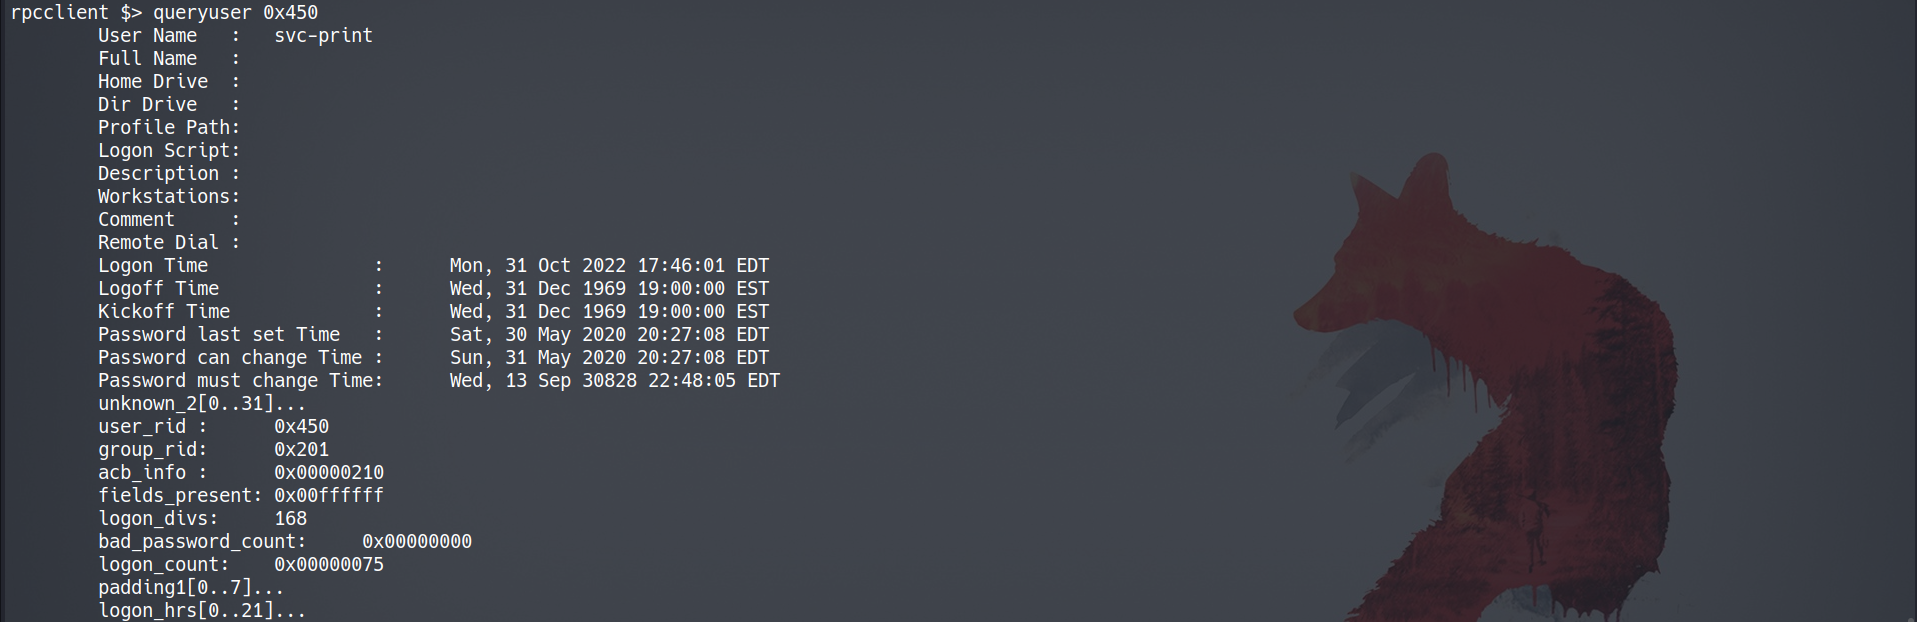 rpcclient $> queryuser 0x450
User Name   :   svc-print
Full Name   :
Home Drive  :
Dir Drive   :
Profile Path:
Logon Script:
Description :
Workstations:
Comment     :
Remote Dial :
Logon Time               :      Mon, 31 Oct 2022 17:46:01 EDT
Logoff Time              :      Wed, 31 Dec 1969 19:00:00 EST
Kickoff Time             :      Wed, 31 Dec 1969 19:00:00 EST
Password last set Time   :      Sat, 30 May 2020 20:27:08 EDT
Password can change Time :      Sun, 31 May 2020 20:27:08 EDT
Password must change Time:      Wed, 13 Sep 30828 22:48:05 EDT
unknown_2[0..31]...
user_rid :      0x450
group_rid:      0x201
acb_info :      0x00000210
fields_present: 0x00ffffff
logon_divs:     168
bad_password_count:     0x00000000
logon_count:    0x00000075
padding1[0..7]...
logon_hrs[0..21]...